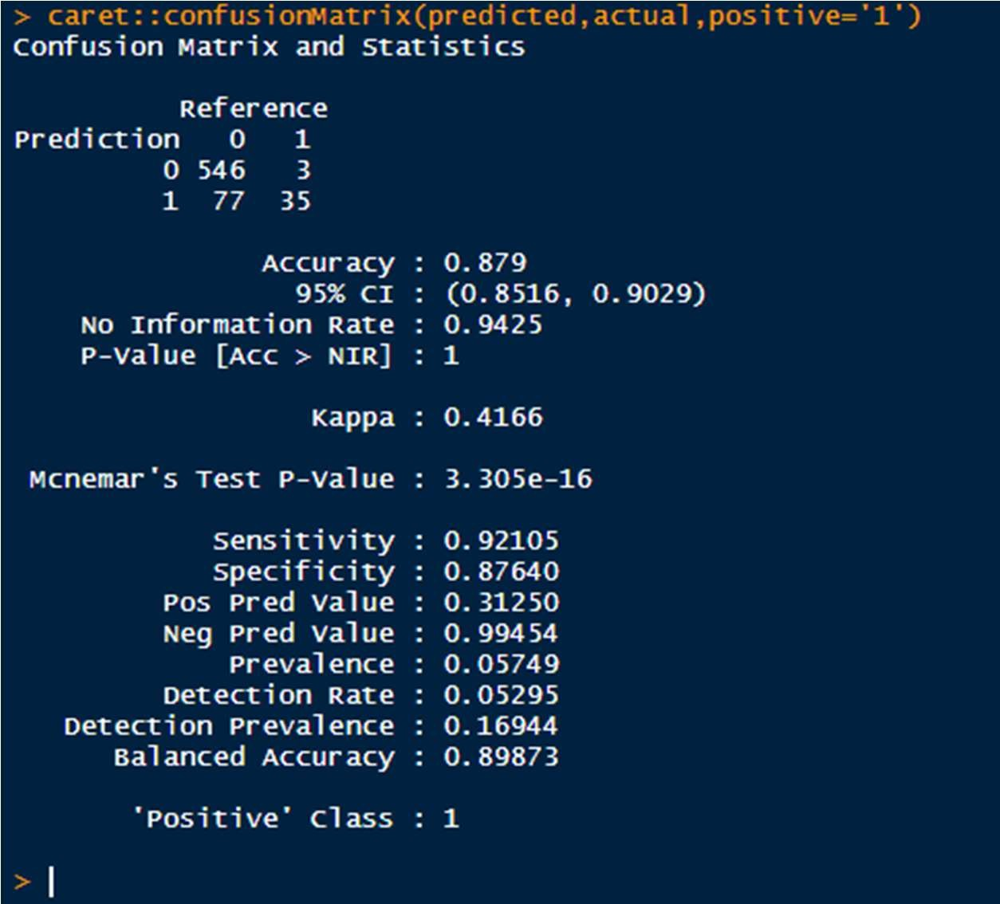 > caret::confusionMatrix(predicted,actual,positive='1')
Confusion Matrix and Statistics
Reference
Prediction 0 1
0 546 3
1 77 35
Accuracy : 0.879
95% CI : (0.8516, 0.9029)
No Information Rate : 0.9425
P-Value [Acc > NIR] : 1
Kappa : 0.4166
Mcnemar's Test P-Value : 3.305e-16
Sensitivity : 0.92105
Specificity : 0.87640
Pos Pred Value : 0.31250
Neg Pred Value : 0.99454
Prevalence : 0.05749
Detection Rate : 0.05295
Detection Prevalence : 0.16944
Balanced Accuracy : 0.89873
'Positive' Class : 1
>